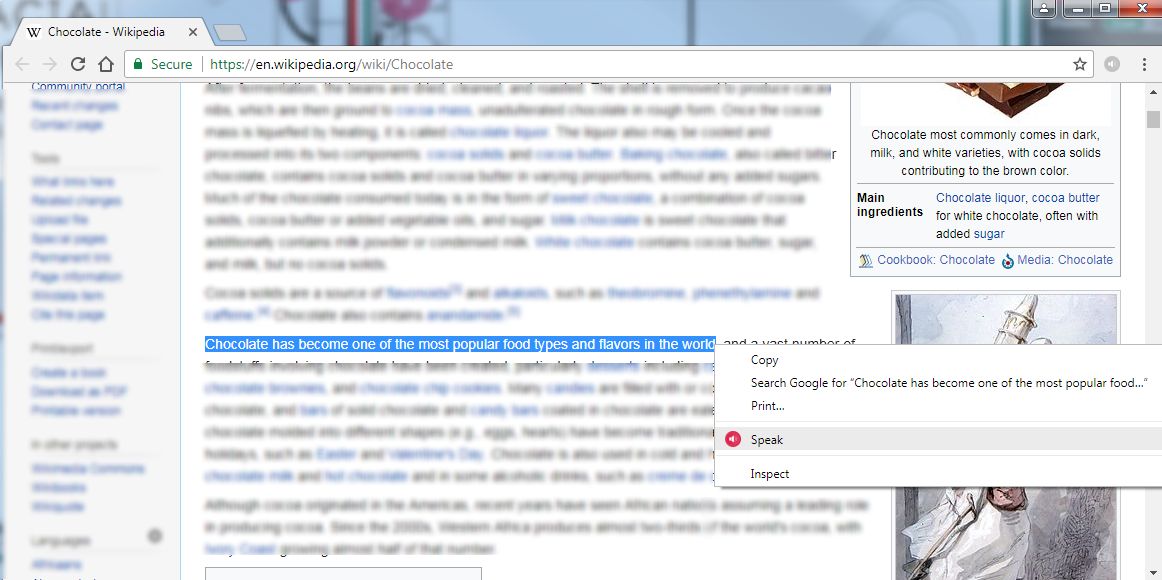 Chocolate - Wikipedia
Secure https://en.wikipedia.org/wiki/Chocolate
Community portal
Recent changes
Contact page
Tools
What links here
Related changes
Upload file
Special pages
Permanent link
Page information
Wikidata item
Cite this page
Print/export
Create a book
Download as PDF
Printable version
In other projects
Wikimedia Commons
Wikibooks
Wikiquote
Languages
Afrikaans
After fermentation, the beans are dried, cleaned, and roasted. The shell is removed to produce cacao
nibs, which are then ground to cocoa mass, unadulterated chocolate in rough form. Once the cocoa
mass is liquefied by heating, it is called chocolate liquor. The liquor also may be cooled and
processed into its two components: cocoa solids and cocoa butter. Baking chocolate, also called bitter
chocolate, contains cocoa solids and cocoa butter in varying proportions, without any added sugars.
Much of the chocolate consumed today is in the form of sweet chocolate, a combination of cocoa
solids, cocoa butter or added vegetable oils, and sugar. Milk chocolate is sweet chocolate that
additionally contains milk powder or condensed milk. White chocolate contains cocoa butter, sugar,
and milk, but no cocoa solids.
Cocoa solids are a source of flavonoids and alkaloids, such as theobromine, phenethylamine and
caffeine.[4] Chocolate also contains anandamide.[5]
Chocolate has become one of the most popular food types and flavors in the world, and a vast number of
foodstuffs involving chocolate have been created, particularly desserts including
chocolate brownies, and chocolate chip cookies. Many candies are filled with or
chocolate, and bars of solid chocolate and candy bars coated in chocolate are
chocolate molded into different shapes (e.g., eggs, hearts) have become
holidays, such as Easter and Valentine's Day. Chocolate is also used in cold and
chocolate milk and hot chocolate and in some alcoholic drinks, such as creme de
Although cocoa originated in the Americas, recent years have seen African nations assuming a leading role
in producing cocoa. Since the 2000s, Western Africa produces almost two-thirds of the world's cocoa, with
Ivory Coast growing almost half of that number.
Chocolate most commonly comes in dark,
milk, and white varieties, with cocoa solids
contributing to the brown color.
Main ingredients
Chocolate liquor, cocoa butter
for white chocolate, often with
added sugar
Cookbook: Chocolate Media: Chocolate
Copy
Search Google for “Chocolate has become one of the most popular food...”
Print...
Speak
Inspect